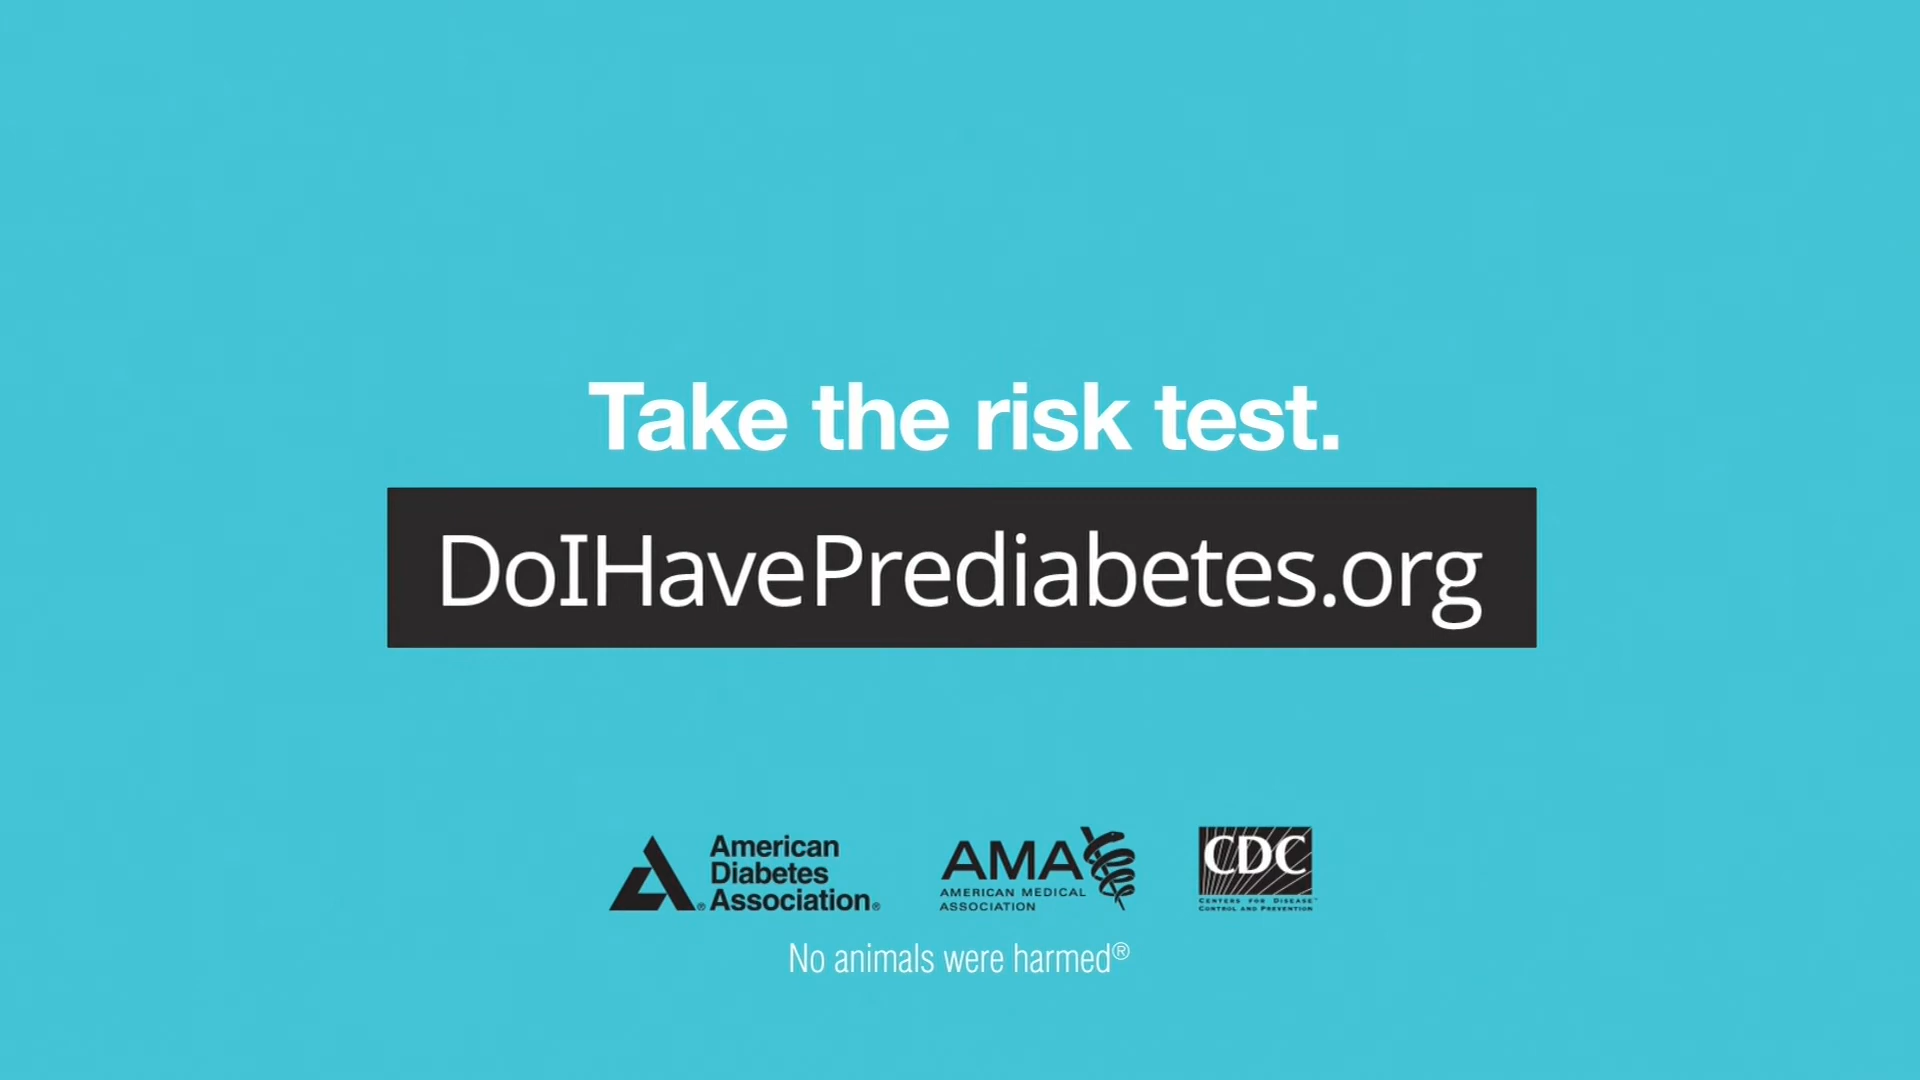 Take the risk test.
DoIHavePrediabetes.org
American
Diabetes
Association®
AMA
AMERICAN MEDICAL
ASSOCIATION
CDC
CENTERS FOR DISEASE™
CONTROL AND PREVENTION
No animals were harmed®